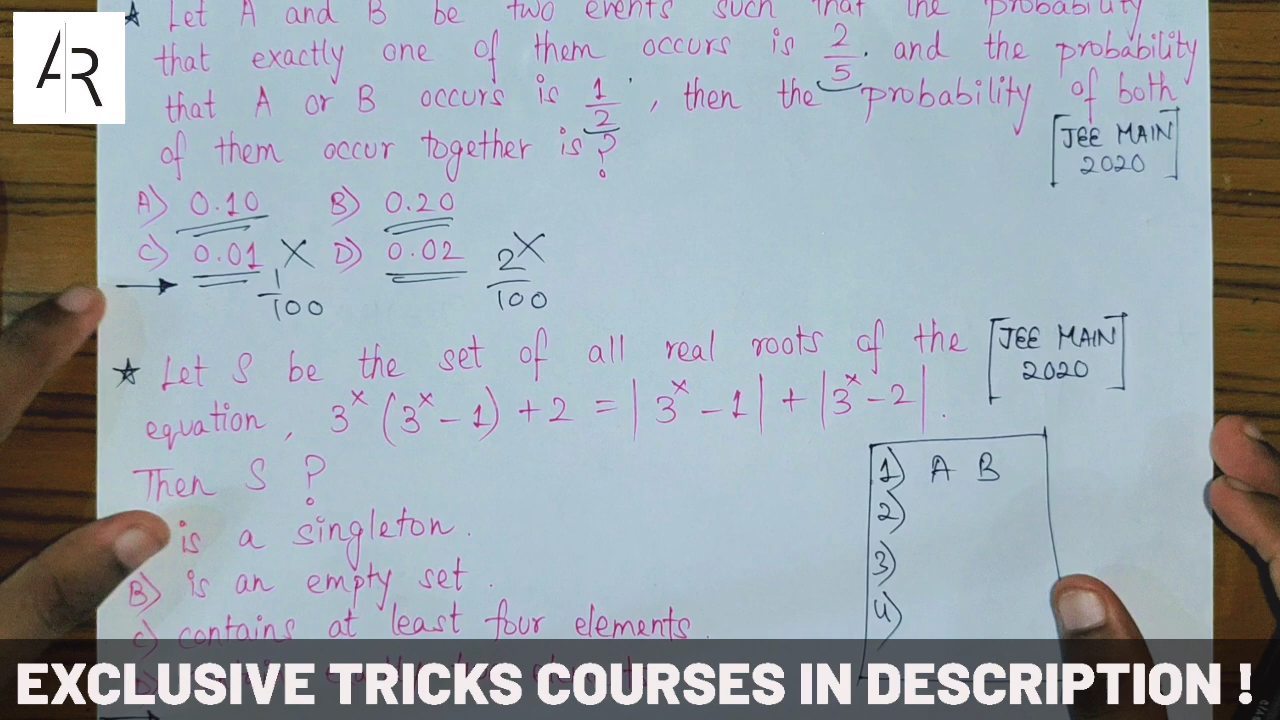 AR
Let A and B be two events such that the probability
that exactly one of them occurs is 2/5. and the probability
that A or B occurs is 1/2, then the probability of both
of them occur together is ?
[JEE MAIN 2020]
A) 0.10 B) 0.20
C) 0.01 X D) 0.02 X
1/100 2/100
Let S be the set of all real roots of the
[JEE MAIN 2020]
equation, 3^x (3^x - 1) + 2 = |3^x - 1| + |3^x - 2|.
Then S ?
is a singleton.
B) is an empty set.
C) contains at least four elements.
1) A B
2)
3)
4)
EXCLUSIVE TRICKS COURSES IN DESCRIPTION !